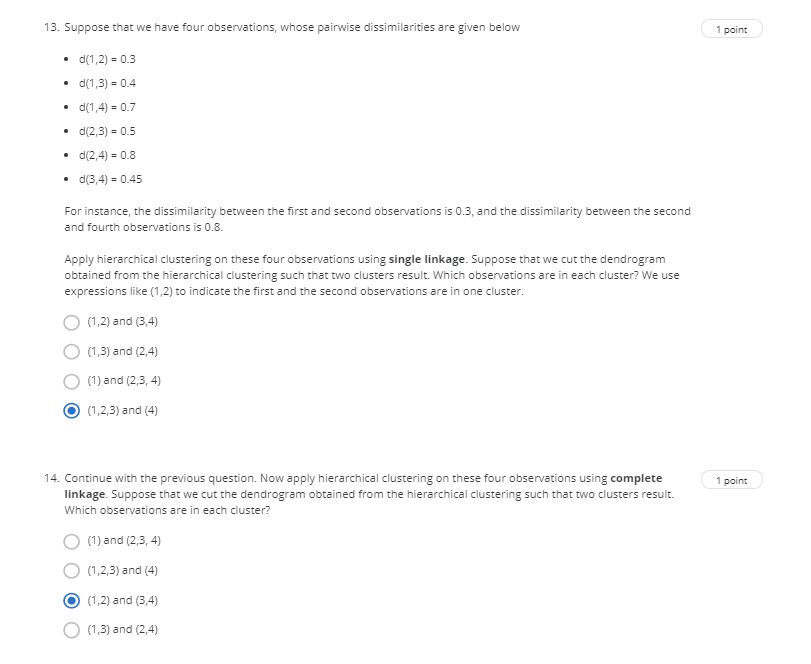 13. Suppose that we have four observations, whose pairwise dissimilarities are given below
1 point
• d(1,2) = 0.3
• d(1,3) = 0.4
• d(1,4) = 0.7
• d(2,3) = 0.5
• d(2,4) = 0.8
• d(3,4) = 0.45
For instance, the dissimilarity between the first and second observations is 0.3, and the dissimilarity between the second
and fourth observations is 0.8.
Apply hierarchical clustering on these four observations using single linkage. Suppose that we cut the dendrogram
obtained from the hierarchical clustering such that two clusters result. Which observations are in each cluster? We use
expressions like (1,2) to indicate the first and the second observations are in one cluster.
(1,2) and (3,4)
(1,3) and (2,4)
(1) and (2,3, 4)
(1,2,3) and (4)
14. Continue with the previous question. Now apply hierarchical clustering on these four observations using complete
1 point
linkage. Suppose that we cut the dendrogram obtained from the hierarchical clustering such that two clusters result.
Which observations are in each cluster?
(1) and (2,3, 4)
(1,2,3) and (4)
(1,2) and (3,4)
(1,3) and (2,4)